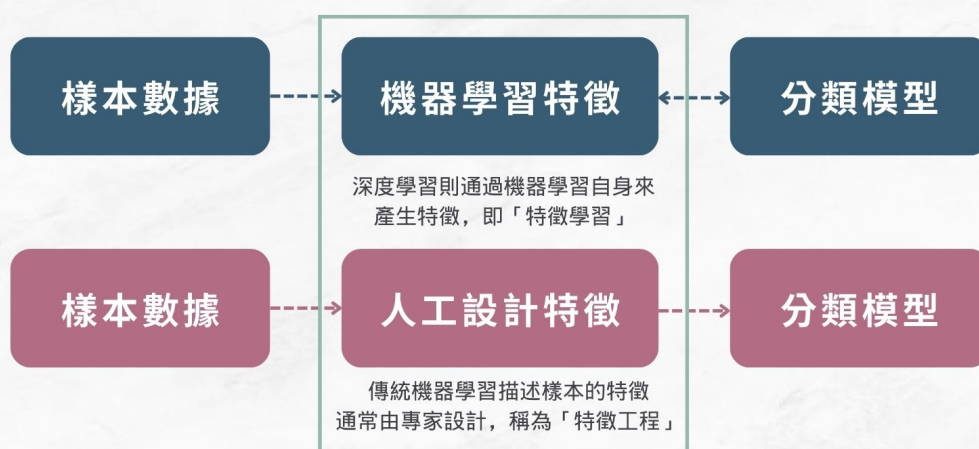 樣本數據
機器學習特徵
分類模型
深度學習則通過機器學習自身來
產生特徵，即「特徵學習」
樣本數據
人工設計特徵
分類模型
傳統機器學習描述樣本的特徵
通常由專家設計，稱為「特徵工程」